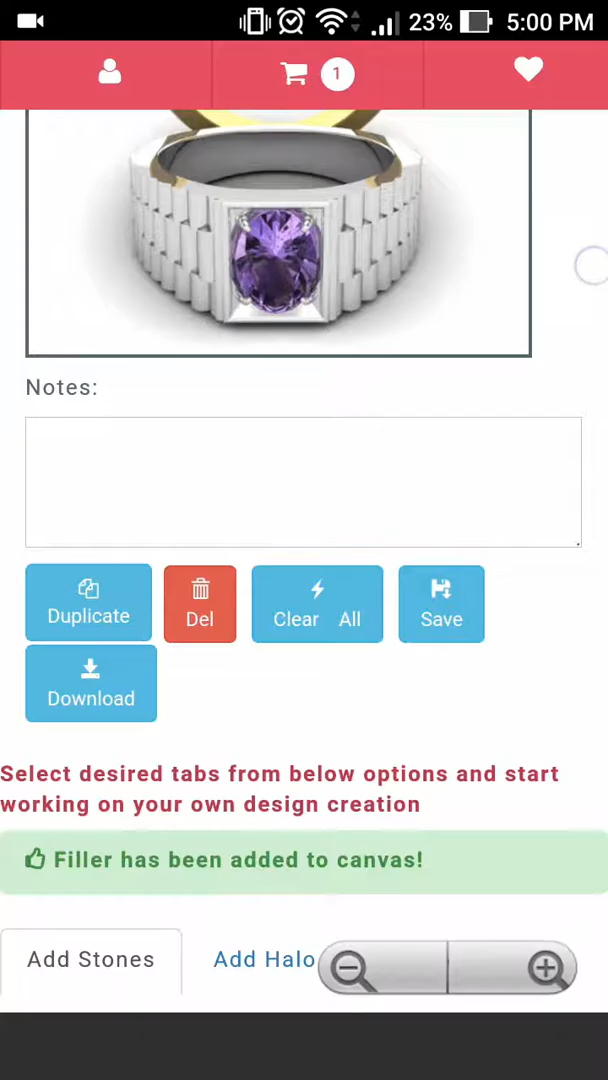 23% 5:00 PM
1
Notes:
Duplicate
Del
Clear All
Save
Download
Select desired tabs from below options and start
working on your own design creation
Filler has been added to canvas!
Add Stones
Add Halo